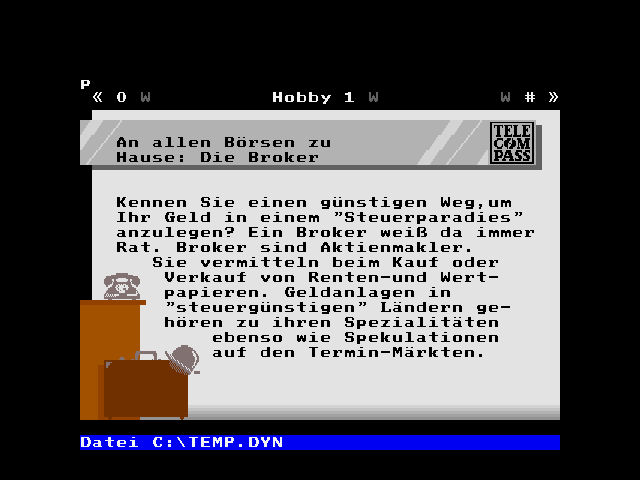 P
« 0 W Hobby 1 W W # »
An allen Börsen zu
Hause: Die Broker
TELE
COM
PASS
Kennen Sie einen günstigen Weg,um
Ihr Geld in einem "Steuerparadies"
anzulegen? Ein Broker weiß da immer
Rat. Broker sind Aktienmakler.
Sie vermitteln beim Kauf oder
Verkauf von Renten-und Wert-
papieren. Geldanlagen in
"steuergünstigen" Ländern ge-
hören zu ihren Spezialitäten
ebenso wie Spekulationen
auf den Termin-Märkten.
Datei C:\TEMP.DYN